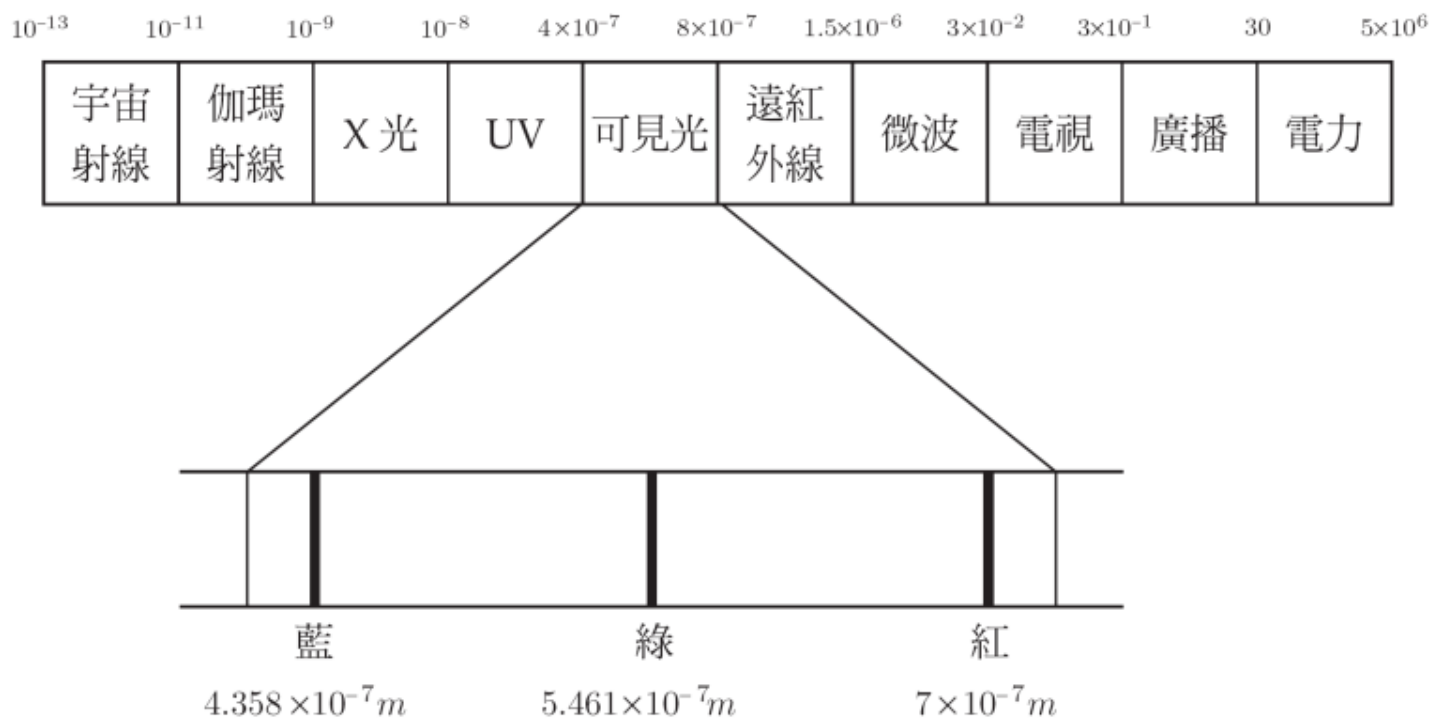 10⁻¹³ 10⁻¹¹ 10⁻⁹ 10⁻⁸ 4×10⁻⁷ 8×10⁻⁷ 1.5×10⁻⁶ 3×10⁻² 3×10⁻¹ 30 5×10⁶
宇宙
射線
伽瑪
射線
X 光
UV
可見光
遠紅
外線
微波
電視
廣播
電力
藍 綠 紅
4.358×10⁻⁷m 5.461×10⁻⁷m 7×10⁻⁷m